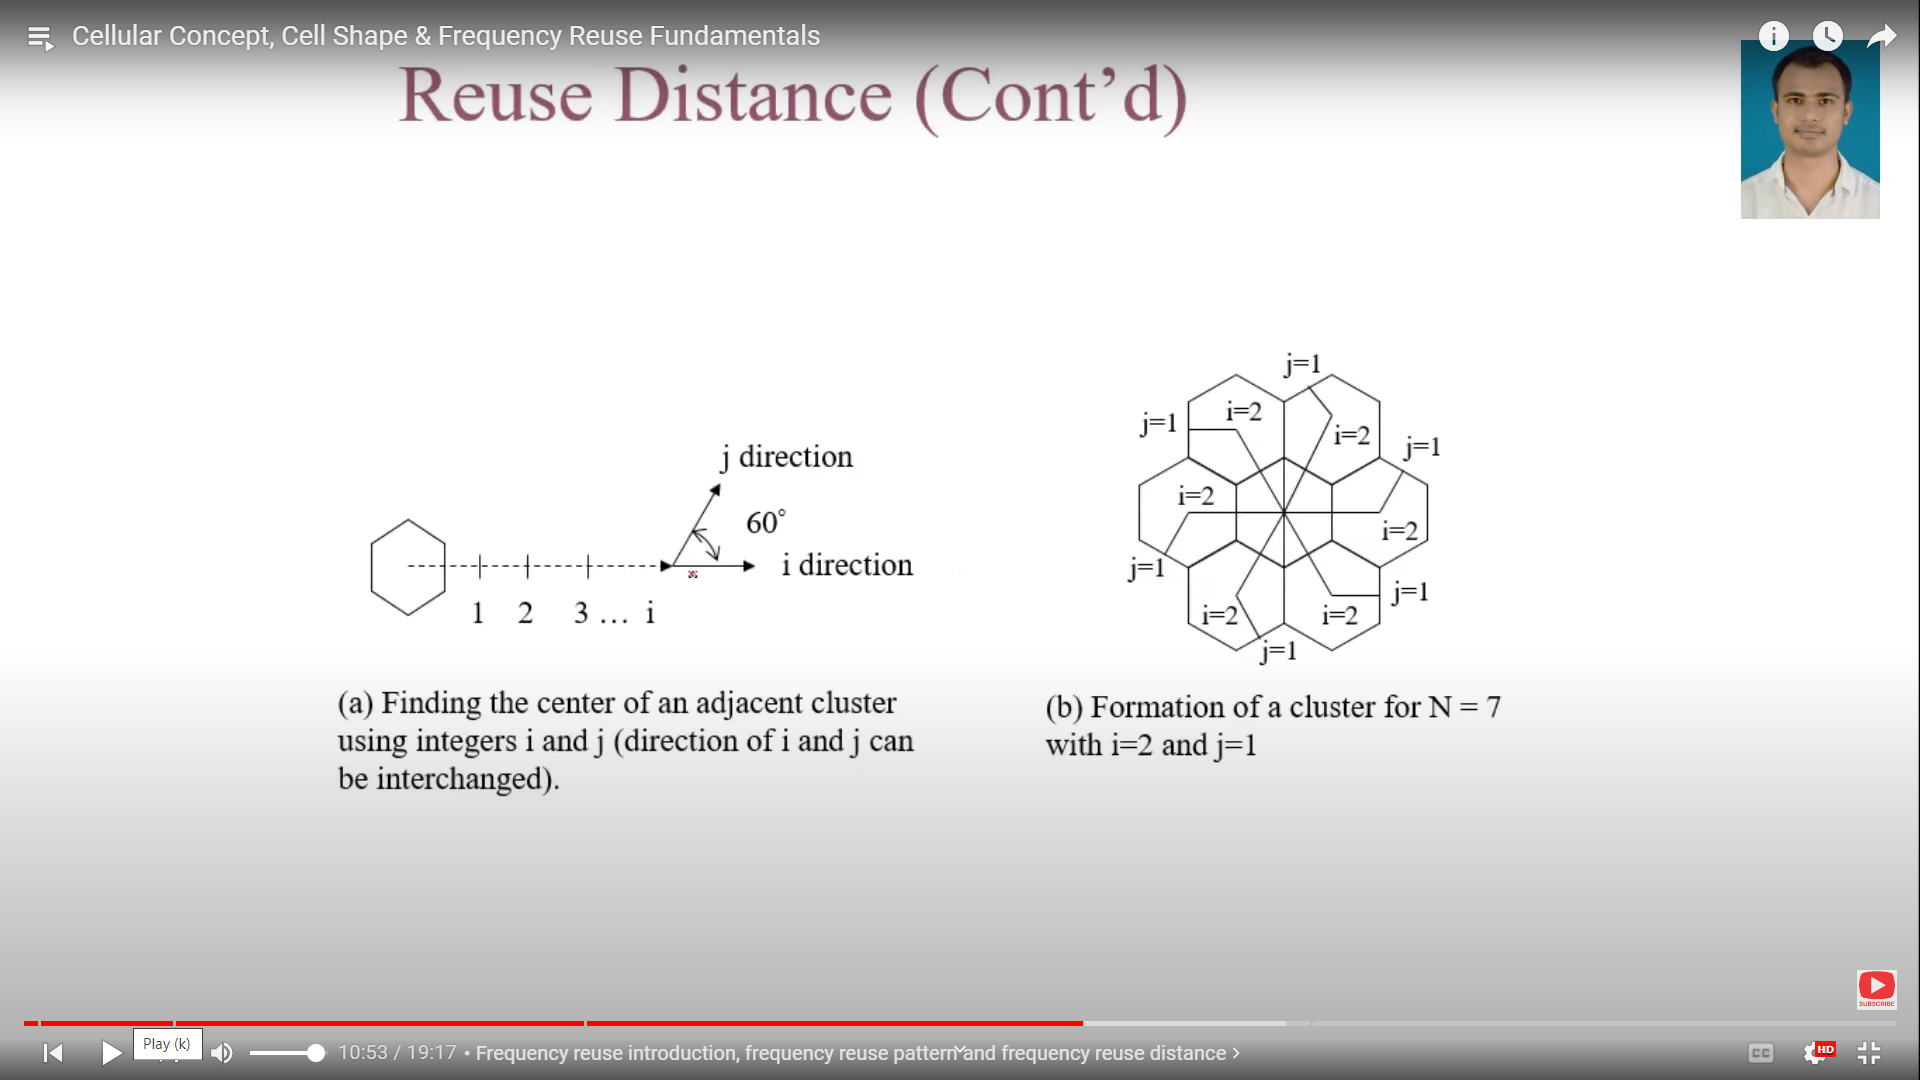 Cellular Concept, Cell Shape & Frequency Reuse Fundamentals
Reuse Distance (Cont’d)
j direction
60°
i direction
1 2 3 ... i
(a) Finding the center of an adjacent cluster
using integers i and j (direction of i and j can
be interchanged).
j=1
i=2
j=1
i=2
j=1
i=2
i=2
j=1
j=1
i=2
i=2
j=1
(b) Formation of a cluster for N = 7
with i=2 and j=1
SUBSCRIBE
Play (k)
10:53 / 19:17 • Frequency reuse introduction, frequency reuse pattern and frequency reuse distance
CC
HD